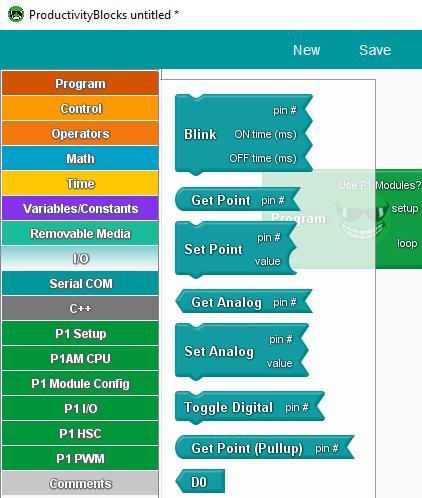 ProductivityBlocks untitled *
New Save
Program
Control
Operators
Math
Time
Variables/Constants
Removable Media
I/O
Serial COM
C++
P1 Setup
P1AM CPU
P1 Module Config
P1 I/O
P1 HSC
P1 PWM
Comments
pin #
Blink ON time (ms)
OFF time (ms)
Get Point pin #
pin #
Set Point
value
Get Analog pin #
pin #
Set Analog
value
Toggle Digital pin #
Get Point (Pullup) pin #
D0
Use P1 Modules?
Program setup
loop